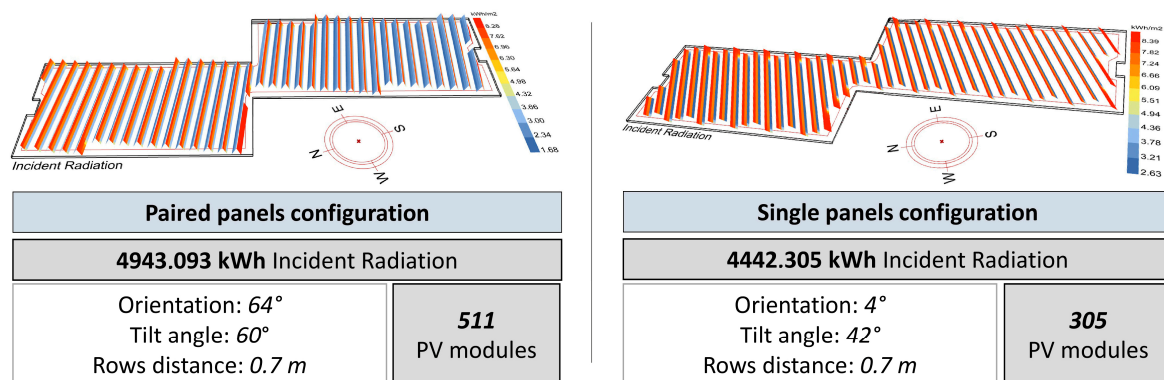 kWh/m2
8.28
7.62
6.96
6.30
5.64
4.98
4.32
3.66
3.00
2.34
1.68
E
S
N
W
Incident Radiation
Paired panels configuration
4943.093 kWh Incident Radiation
Orientation: 64°
Tilt angle: 60°
Rows distance: 0.7 m
511
PV modules
kWh/m2
8.39
7.82
7.24
6.66
6.09
5.51
4.94
4.36
3.78
3.21
2.63
E
S
N
W
Incident Radiation
Single panels configuration
4442.305 kWh Incident Radiation
Orientation: 4°
Tilt angle: 42°
Rows distance: 0.7 m
305
PV modules